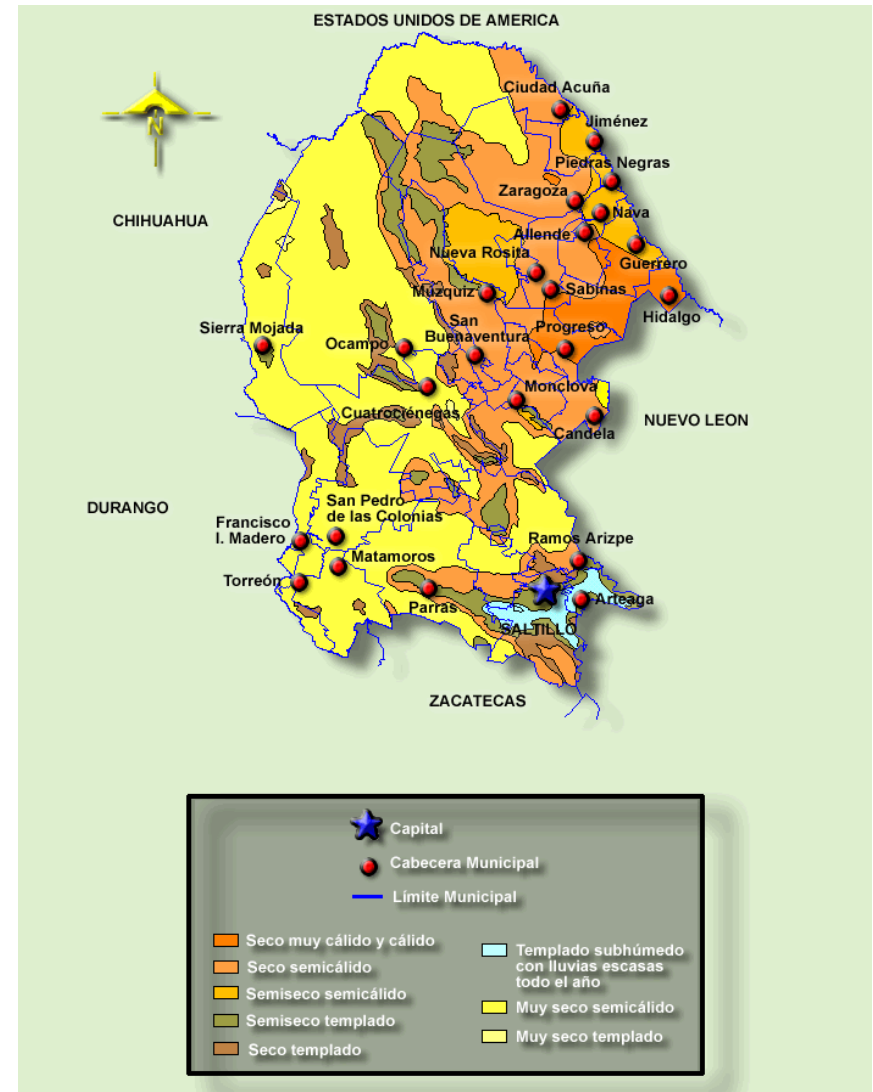 ESTADOS UNIDOS DE AMERICA
Ciudad Acuña
Jiménez
Piedras Negras
N
Zaragoza
CHIHUAHUA
Nava
Allende
Nueva Rosita
Guerrero
Múzquiz
Sabinas
Hidalgo
San
Buenaventura
Progreso
Sierra Mojada
Ocampo
Monclova
Cuatrociénegas
NUEVO LEON
Candela
DURANGO
San Pedro
de las Colonias
Francisco
I. Madero
Ramos Arizpe
Matamoros
Torreón
Parras
Arteaga
SALTILLO
ZACATECAS
Capital
Cabecera Municipal
Límite Municipal
Seco muy cálido y cálido
Seco semicálido
Semiseco semicálido
Semiseco templado
Seco templado
Templado subhúmedo
con lluvias escasas
todo el año
Muy seco semicálido
Muy seco templado